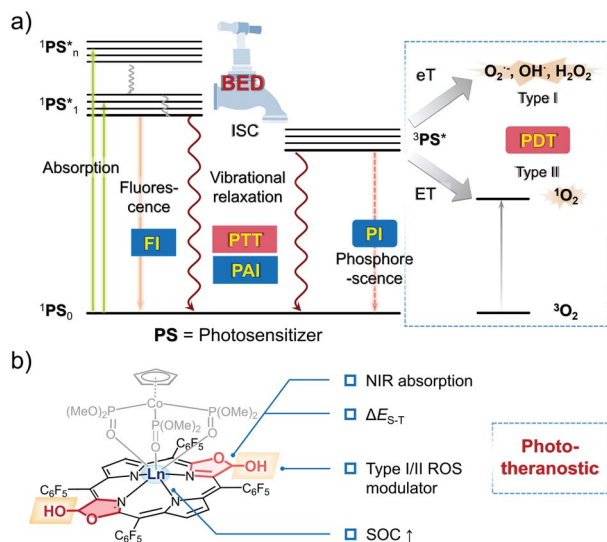 a)
¹PS*ₙ
BED
eT
O₂·⁻, OH·, H₂O₂
Type I
¹PS*₁
ISC
³PS*
PDT
Absorption
Type II
Fluores-
cence
Vibrational
relaxation
ET
¹O₂
FI
PTT
PAI
PI
Phosphore
-scence
¹PS₀
³O₂
PS = Photosensitizer
b)
NIR absorption
Co
(MeO)₂P
P(OMe)₂
P(OMe)₂
O
O
O
ΔE_S-T
C₆F₅
O
OH
Ln
N
N
N
N
C₆F₅
C₆F₅
HO
O
C₆F₅
Type I/II ROS
modulator
SOC ↑
Photo-
theranostic